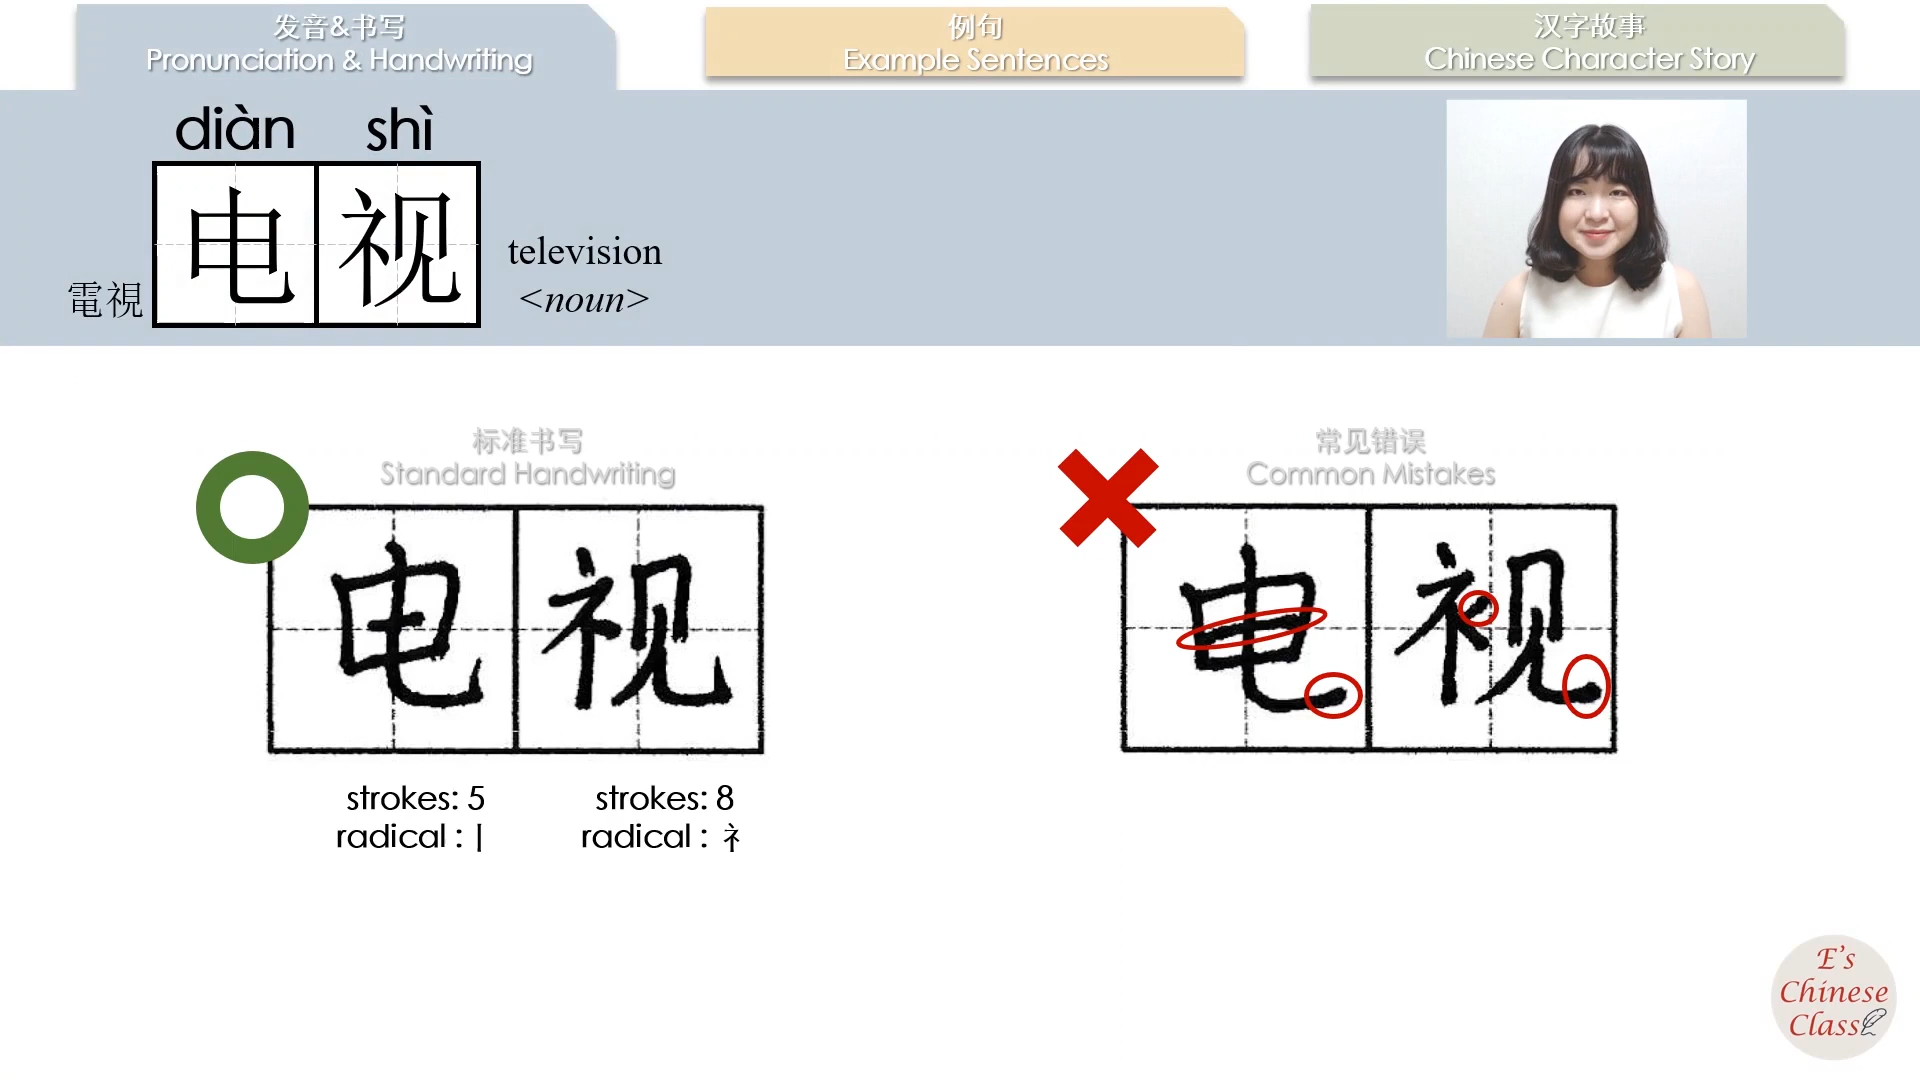 发音&书写
Pronunciation & Handwriting
例句
Example Sentences
汉字故事
Chinese Character Story
diàn shì
电视
電視
television
<noun>
标准书写
Standard Handwriting
电视
strokes: 5
radical : 丨
strokes: 8
radical : 礻
常见错误
Common Mistakes
E's
Chinese
Class